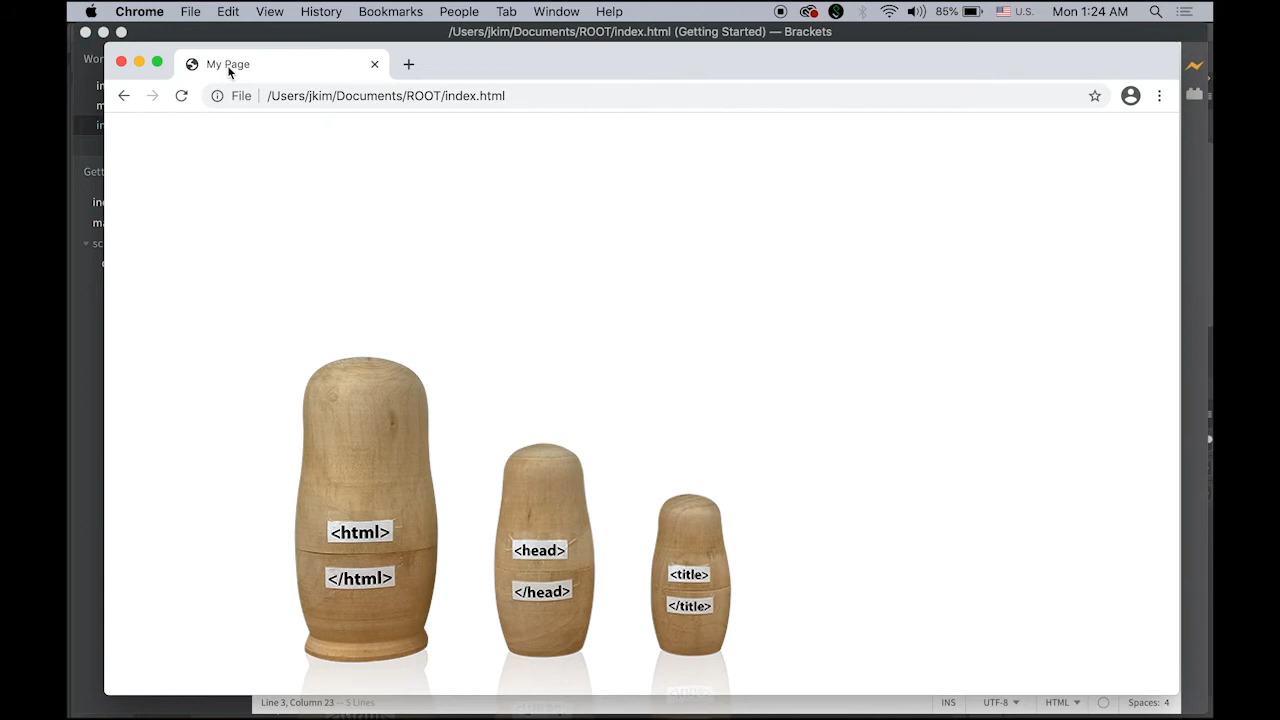 Chrome File Edit View History Bookmarks People Tab Window Help 85% U.S. Mon 1:24 AM
/Users/jkim/Documents/ROOT/index.html (Getting Started) — Brackets
My Page
File /Users/jkim/Documents/ROOT/index.html
<html>
</html>
<head>
</head>
<title>
</title>
Line 3, Column 23 — 5 Lines INS UTF-8 HTML Spaces: 4